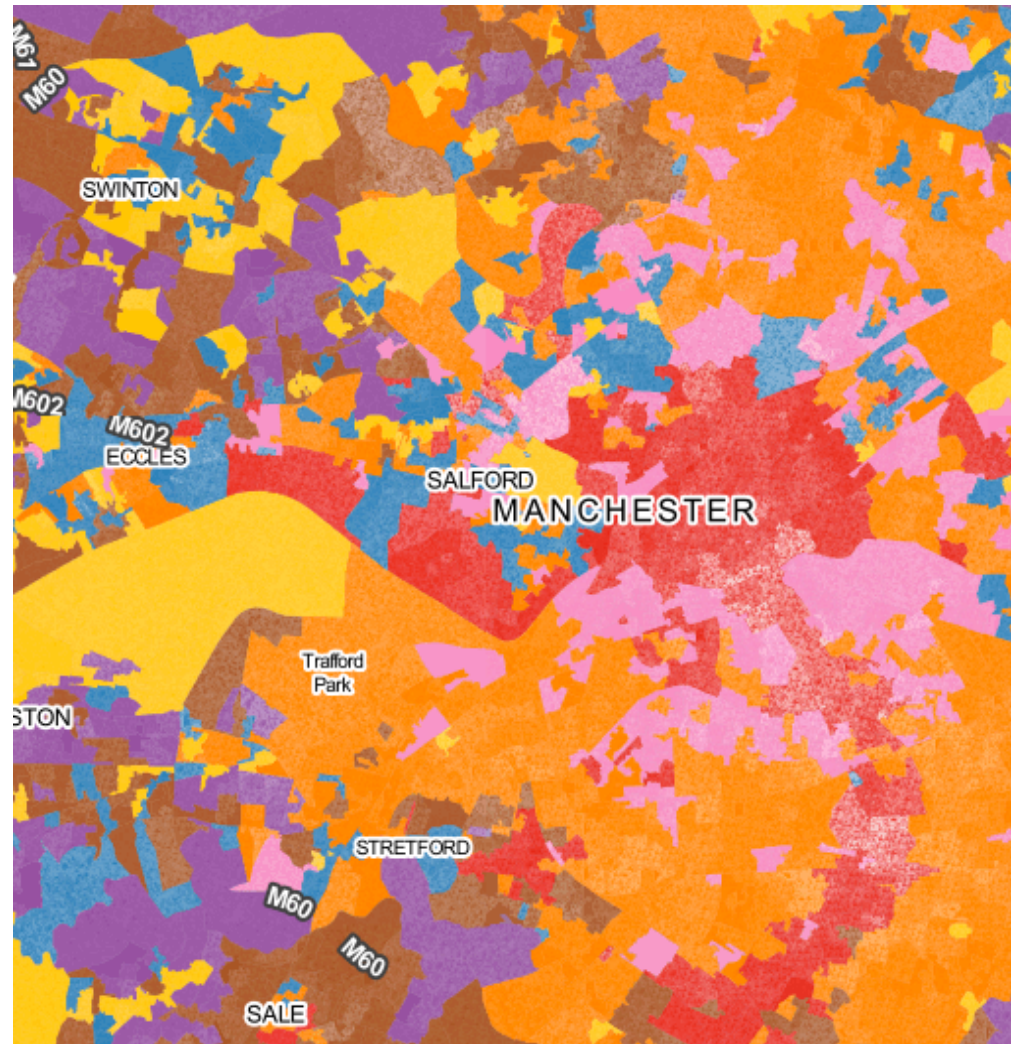 M61
M60
SWINTON
M602
M602
ECCLES
SALFORD
MANCHESTER
Trafford
Park
STON
STRETFORD
M60
M60
SALE